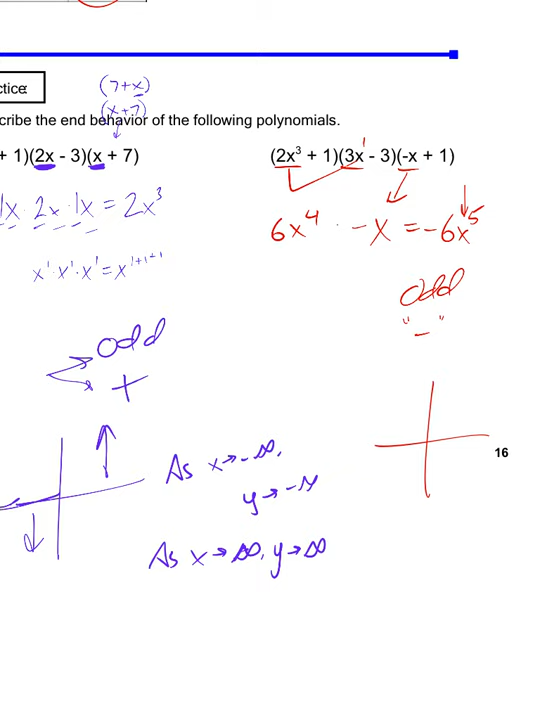 ctice:
(7+x)
(x+7)
cribe the end behavior of the following polynomials.
+ 1)(2x - 3)(x + 7)
1x · 2x · 1x = 2x³
x¹·x¹·x¹ = x¹⁺¹⁺¹
odd
+
As x→-∞,
y→-∞
As x→∞, y→∞
(2x³ + 1)(3x¹ - 3)(-x + 1)
6x⁴ · -x = -6x⁵
Odd
"-"
16